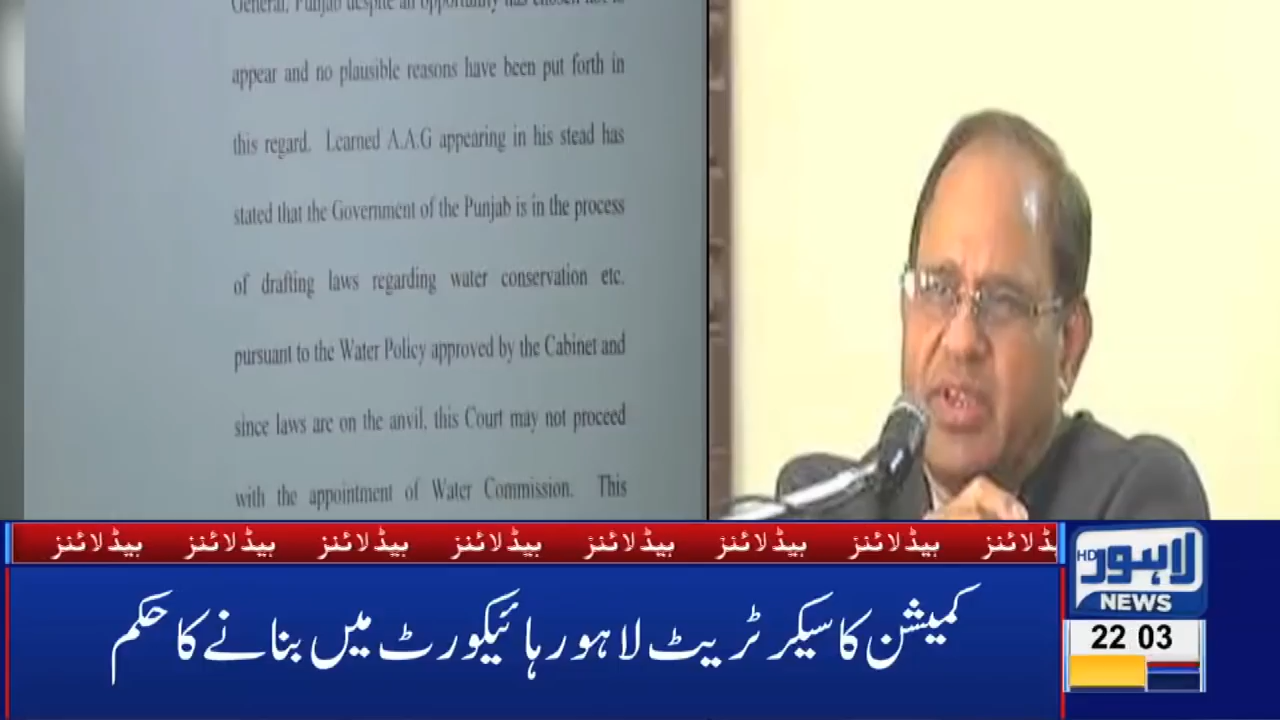 General, Punjab despite an opportunity has chosen not to
appear and no plausible reasons have been put forth in
this regard. Learned A.A.G appearing in his stead has
stated that the Government of the Punjab is in the process
of drafting laws regarding water conservation etc.
pursuant to the Water Policy approved by the Cabinet and
since laws are on the anvil, this Court may not proceed
with the appointment of Water Commission. This
ہیڈلائنز ہیڈلائنز ہیڈلائنز ہیڈلائنز ہیڈلائنز ہیڈلائنز ہیڈلائنز ہیڈلائنز
کمیشن کا سیکرٹریٹ لاہور ہائیکورٹ میں بنانے کا حکم
لاہور HD
NEWS
22 03